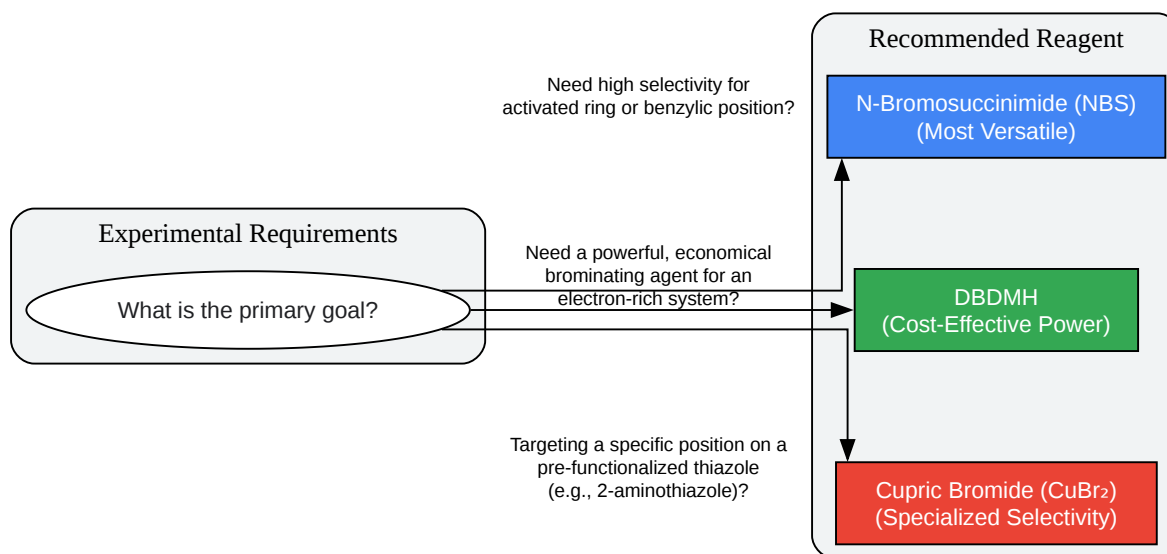 Recommended Reagent
Need high selectivity for
activated ring or benzylic position?
N-Bromosuccinimide (NBS)
(Most Versatile)
Experimental Requirements
What is the primary goal?
Need a powerful, economical
brominating agent for an
electron-rich system?
DBDMH
(Cost-Effective Power)
Targeting a specific position on a
pre-functionalized thiazole
(e.g., 2-aminothiazole)?
Cupric Bromide (CuBr₂)
(Specialized Selectivity)